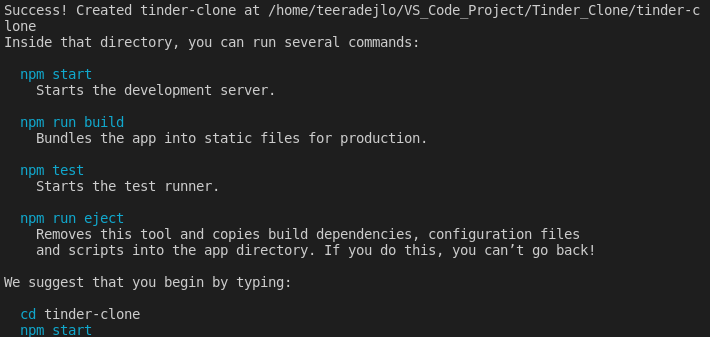 Success! Created tinder-clone at /home/teeradejlo/VS_Code_Project/Tinder_Clone/tinder-c
lone
Inside that directory, you can run several commands:

  npm start
    Starts the development server.

  npm run build
    Bundles the app into static files for production.

  npm test
    Starts the test runner.

  npm run eject
    Removes this tool and copies build dependencies, configuration files
    and scripts into the app directory. If you do this, you can’t go back!

We suggest that you begin by typing:

  cd tinder-clone
  npm start